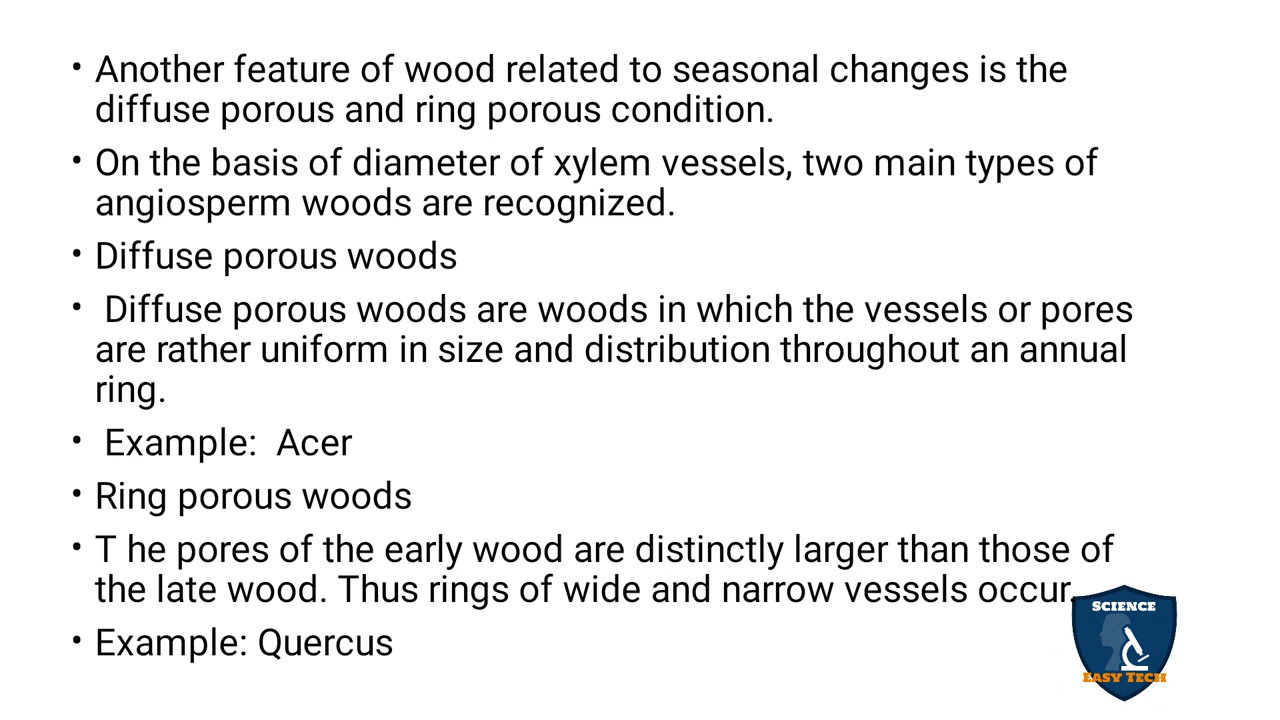 • Another feature of wood related to seasonal changes is the
diffuse porous and ring porous condition.
• On the basis of diameter of xylem vessels, two main types of
angiosperm woods are recognized.
• Diffuse porous woods
• Diffuse porous woods are woods in which the vessels or pores
are rather uniform in size and distribution throughout an annual
ring.
• Example:  Acer
• Ring porous woods
• T he pores of the early wood are distinctly larger than those of
the late wood. Thus rings of wide and narrow vessels occur.
• Example: Quercus
SCIENCE
EASY TECH